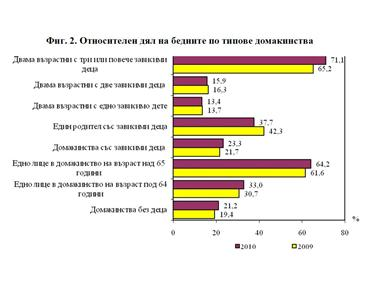 Фиг. 2. Относителен дял на бедните по типове домакинства
Двама възрастни с три или повече зависими
деца
71,1
65,2
Двама възрастни с две зависими деца
15,9
16,3
Двама възрастни с едно зависимо дете
13,4
13,7
Един родител със зависими деца
37,7
42,3
Домакинства със зависими деца
23,3
21,7
Едно лице в домакинство на възраст над 65
години
64,2
61,6
Едно лице в домакинство на възраст под 64
години
33,0
30,7
Домакинства без деца
21,2
19,4
%
0 20 40 60 80
2010 2009